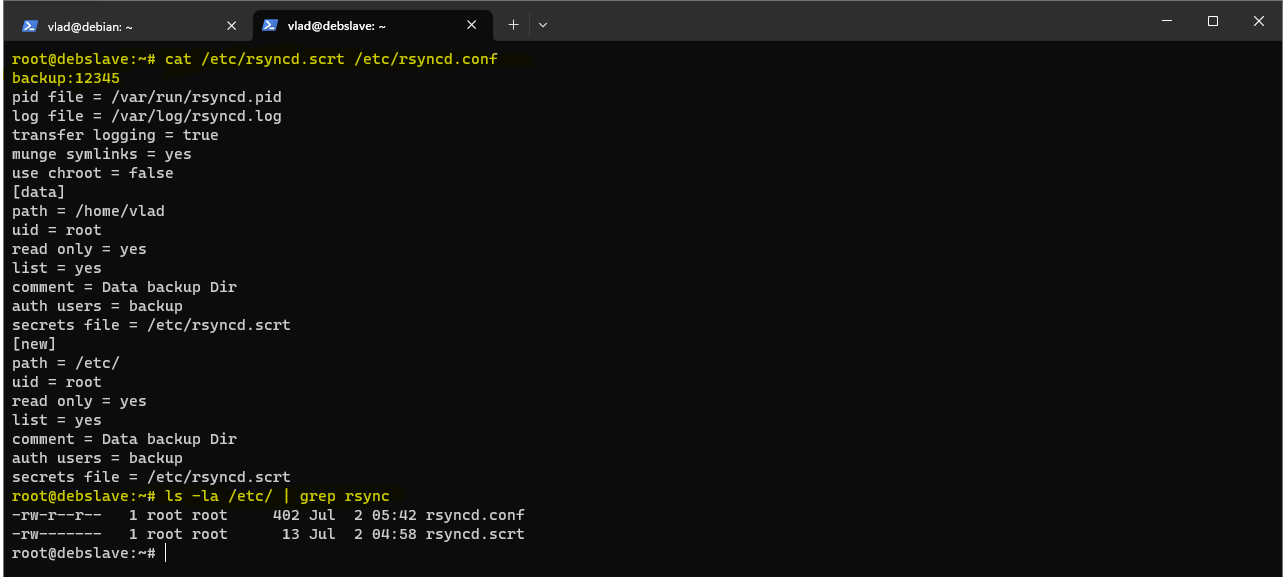 vlad@debian: ~
vlad@debslave: ~
root@debslave:~# cat /etc/rsyncd.scrt /etc/rsyncd.conf
backup:12345
pid file = /var/run/rsyncd.pid
log file = /var/log/rsyncd.log
transfer logging = true
munge symlinks = yes
use chroot = false
[data]
path = /home/vlad
uid = root
read only = yes
list = yes
comment = Data backup Dir
auth users = backup
secrets file = /etc/rsyncd.scrt
[new]
path = /etc/
uid = root
read only = yes
list = yes
comment = Data backup Dir
auth users = backup
secrets file = /etc/rsyncd.scrt
root@debslave:~# ls -la /etc/ | grep rsync
-rw-r--r--   1 root root     402 Jul  2 05:42 rsyncd.conf
-rw-------   1 root root      13 Jul  2 04:58 rsyncd.scrt
root@debslave:~#